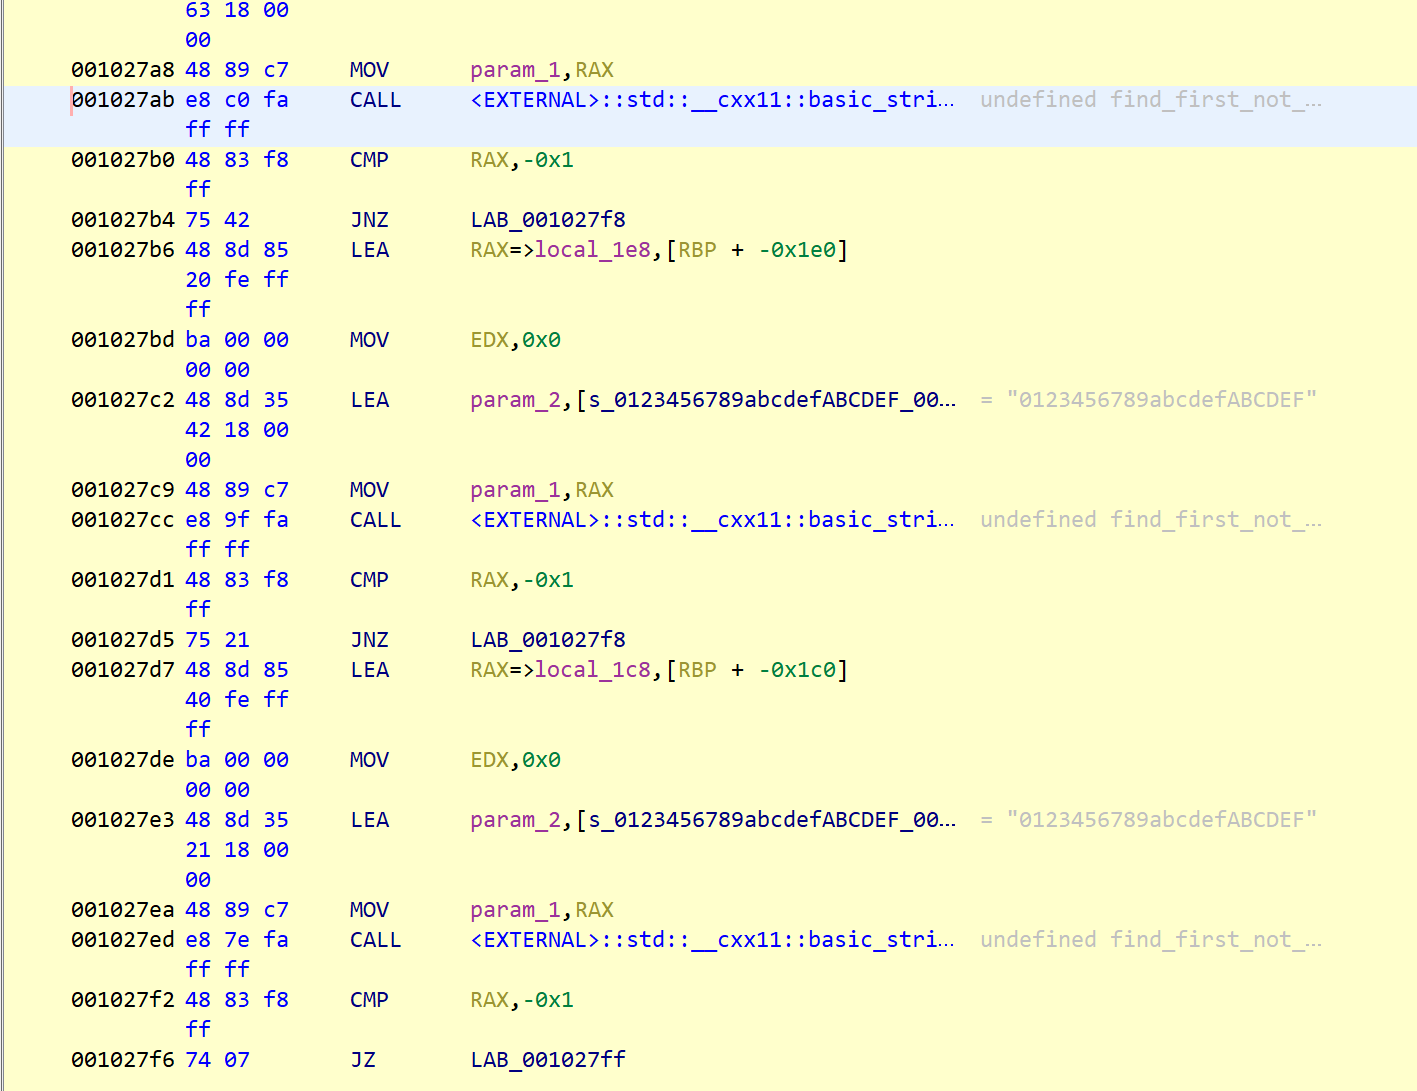 63 18 00
00
001027a8 48 89 c7 MOV param_1,RAX
001027ab e8 c0 fa CALL <EXTERNAL>::std::__cxx11::basic_stri... undefined find_first_not_...
ff ff
001027b0 48 83 f8 CMP RAX,-0x1
ff
001027b4 75 42 JNZ LAB_001027f8
001027b6 48 8d 85 LEA RAX=>local_1e8,[RBP + -0x1e0]
20 fe ff
ff
001027bd ba 00 00 MOV EDX,0x0
00 00
001027c2 48 8d 35 LEA param_2,[s_0123456789abcdefABCDEF_00... = "0123456789abcdefABCDEF"
42 18 00
00
001027c9 48 89 c7 MOV param_1,RAX
001027cc e8 9f fa CALL <EXTERNAL>::std::__cxx11::basic_stri... undefined find_first_not_...
ff ff
001027d1 48 83 f8 CMP RAX,-0x1
ff
001027d5 75 21 JNZ LAB_001027f8
001027d7 48 8d 85 LEA RAX=>local_1c8,[RBP + -0x1c0]
40 fe ff
ff
001027de ba 00 00 MOV EDX,0x0
00 00
001027e3 48 8d 35 LEA param_2,[s_0123456789abcdefABCDEF_00... = "0123456789abcdefABCDEF"
21 18 00
00
001027ea 48 89 c7 MOV param_1,RAX
001027ed e8 7e fa CALL <EXTERNAL>::std::__cxx11::basic_stri... undefined find_first_not_...
ff ff
001027f2 48 83 f8 CMP RAX,-0x1
ff
001027f6 74 07 JZ LAB_001027ff